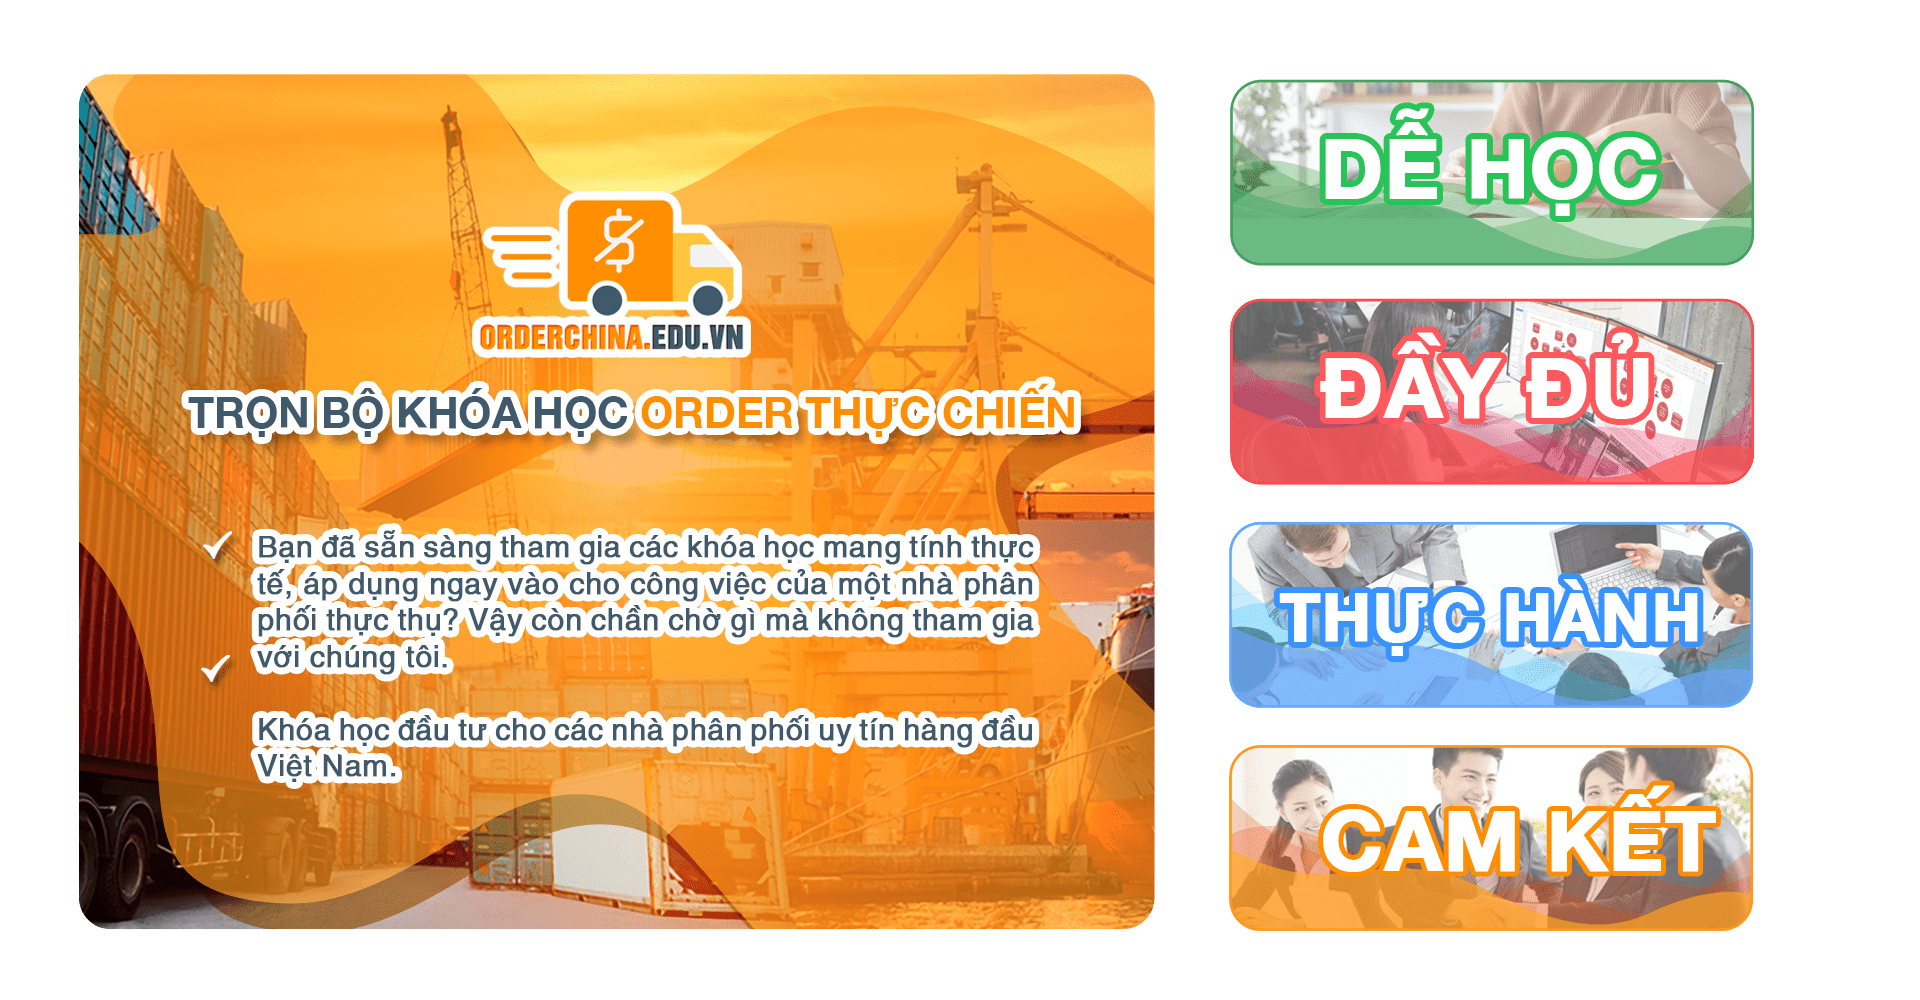 ORDERCHINA.EDU.VN
TRỌN BỘ KHÓA HỌC ORDER THỰC CHIẾN
Bạn đã sẵn sàng tham gia các khóa học mang tính thực
tế, áp dụng ngay vào cho công việc của một nhà phân
phối thực thụ? Vậy còn chần chờ gì mà không tham gia
với chúng tôi.
Khóa học đầu tư cho các nhà phân phối uy tín hàng đầu
Việt Nam.
DỄ HỌC
ĐẦY ĐỦ
THỰC HÀNH
CAM KẾT